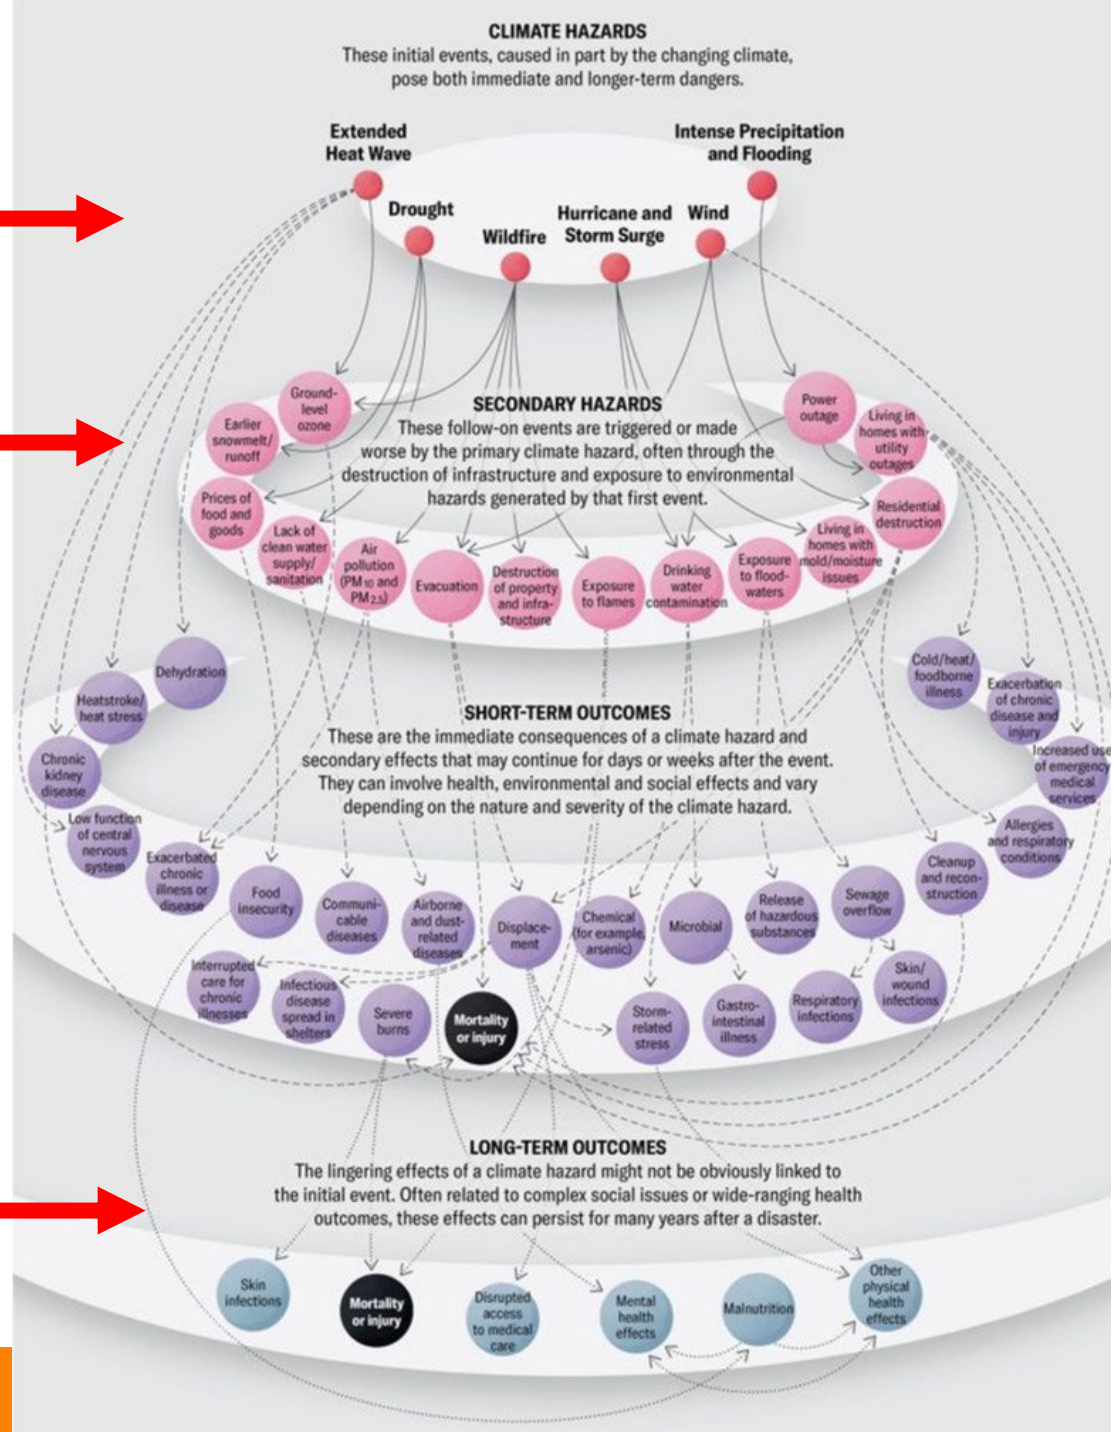 CLIMATE HAZARDS
These initial events, caused in part by the changing climate,
pose both immediate and longer-term dangers.
Extended
Heat Wave
Intense Precipitation
and Flooding
Drought
Wildfire
Hurricane and
Storm Surge
Wind
Ground-
level
ozone
Earlier
snowmelt/
runoff
Prices of
food and
goods
Lack of
clean water
supply/
sanitation
Air
pollution
(PM10 and
PM2.5)
Evacuation
Destruction
of property
and infra-
structure
Exposure
to flames
Drinking
water
contamination
Exposure
to flood-
waters
Living in
homes with
mold/moisture
issues
Residential
destruction
Power
outage
Living in
homes with
utility
outages
SECONDARY HAZARDS
These follow-on events are triggered or made
worse by the primary climate hazard, often through the
destruction of infrastructure and exposure to environmental
hazards generated by that first event.
Dehydration
Heatstroke/
heat stress
Chronic
kidney
disease
Low function
of central
nervous
system
Exacerbated
chronic
illness or
disease
Food
insecurity
Communi-
cable
diseases
Airborne
and dust-
related
diseases
Displace-
ment
Chemical
(for example,
arsenic)
Microbial
Release
of hazardous
substances
Sewage
overflow
Cleanup
and recon-
struction
Allergies
and respiratory
conditions
Increased use
of emergency
medical
services
Exacerbation
of chronic
disease and
injury
Cold/heat/
foodborne
illness
SHORT-TERM OUTCOMES
These are the immediate consequences of a climate hazard and
secondary effects that may continue for days or weeks after the event.
They can involve health, environmental and social effects and vary
depending on the nature and severity of the climate hazard.
Interrupted
care for
chronic
illnesses
Infectious
disease
spread in
shelters
Severe
burns
Mortality
or injury
Storm-
related
stress
Gastro-
intestinal
illness
Respiratory
infections
Skin/
wound
infections
LONG-TERM OUTCOMES
The lingering effects of a climate hazard might not be obviously linked to
the initial event. Often related to complex social issues or wide-ranging health
outcomes, these effects can persist for many years after a disaster.
Skin
infections
Mortality
or injury
Disrupted
access
to medical
care
Mental
health
effects
Malnutrition
Other
physical
health
effects